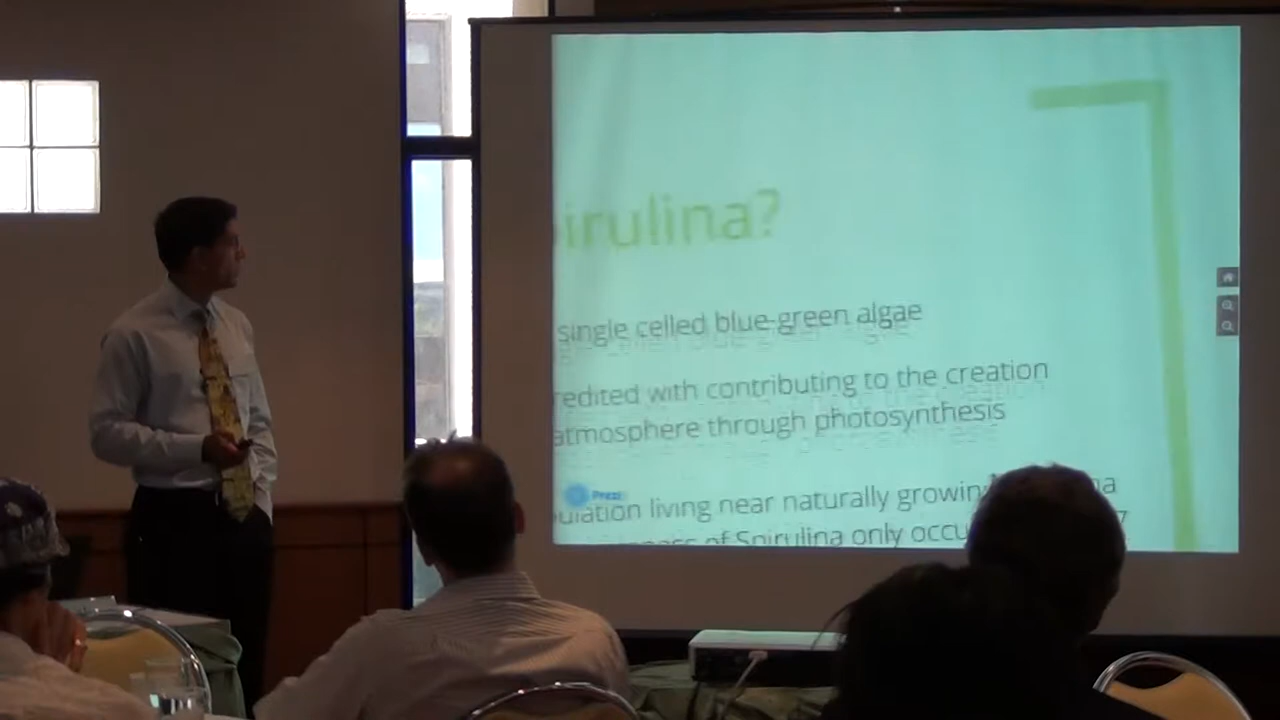 irulina?
single celled blue-green algae
redited with contributing to the creation
atmosphere through photosynthesis
Prezi
ulation living near naturally growin
of Spirulina only occu